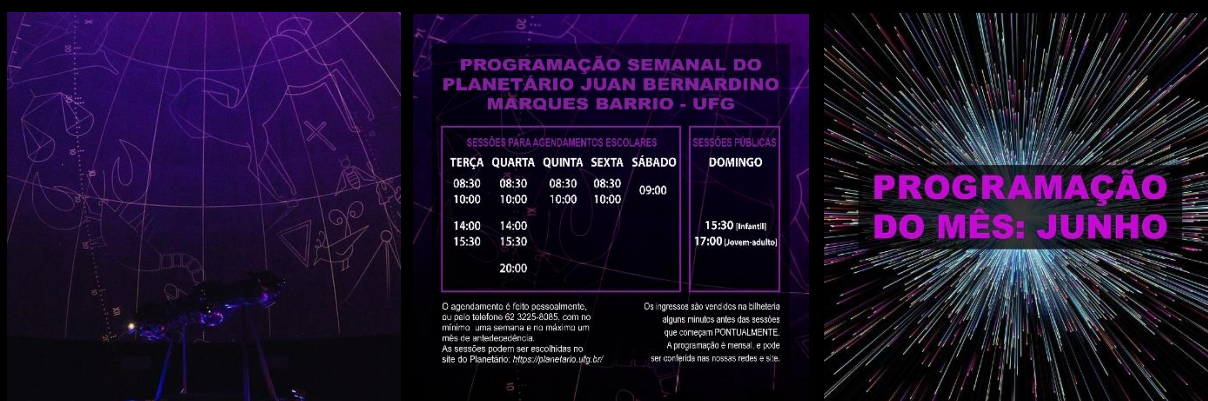 PROGRAMAÇÃO SEMANAL DO
PLANETÁRIO JUAN BERNARDINO
MARQUES BARRIO - UFG
SESSÕES PARA AGENDAMENTOS ESCOLARES
TERÇA QUARTA QUINTA SEXTA SÁBADO
08:30 08:30 08:30 08:30 09:00
10:00 10:00 10:00 10:00
14:00 14:00
15:30 15:30
20:00
SESSÕES PÚBLICAS
DOMINGO
15:30 [Infantil]
17:00 [Jovem-adulto]
O agendamento é feito pessoalmente,
ou pelo telefone 62 3225-8085, com no
mínimo uma semana e no máximo um
mês de antedecedência.
As sessões podem ser escolhidas no
site do Planetário: https://planetario.ufg.br/
Os ingressos são vendidos na bilheteria
alguns minutos antes das sessões
que começam PONTUALMENTE.
A programação é mensal, e pode
ser conferida nas nossas redes e site.
PROGRAMAÇÃO
DO MÊS: JUNHO